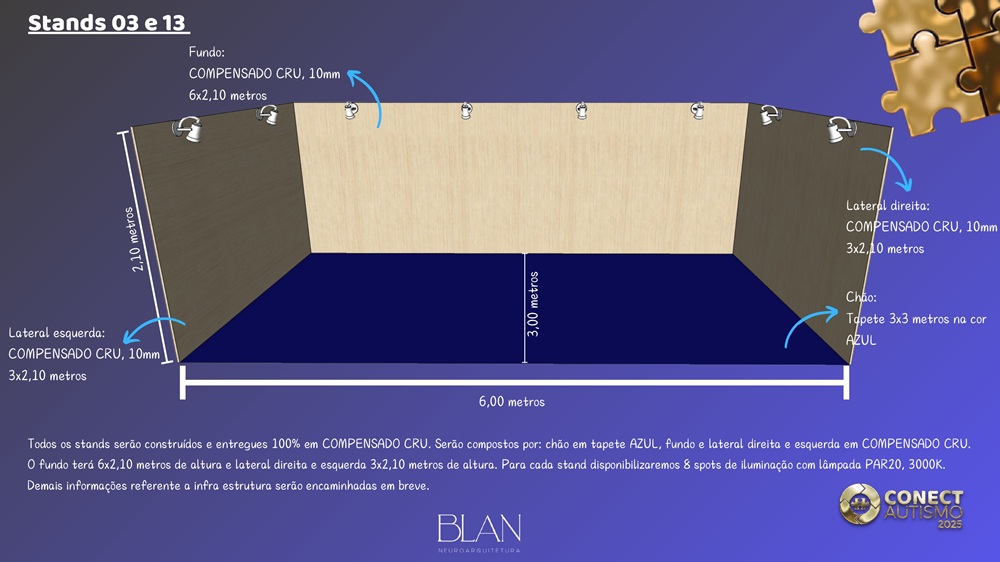 Stands 03 e 13
Fundo:
COMPENSADO CRU, 10mm
6x2,10 metros
2,10 metros
Lateral direita:
COMPENSADO CRU, 10mm
3x2,10 metros
3,00 metros
Chão:
Tapete 3x3 metros na cor
AZUL
Lateral esquerda:
COMPENSADO CRU, 10mm
3x2,10 metros
6,00 metros
Todos os stands serão construídos e entregues 100% em COMPENSADO CRU. Serão compostos por: chão em tapete AZUL, fundo e lateral direita e esquerda em COMPENSADO CRU.
O fundo terá 6x2,10 metros de altura e lateral direita e esquerda 3x2,10 metros de altura. Para cada stand disponibilizaremos 8 spots de iluminação com lâmpada PAR20, 3000K.
Demais informações referente a infra estrutura serão encaminhadas em breve.
CONECT
AUTISMO
2025
BLAN
NEUROARQUITETURA